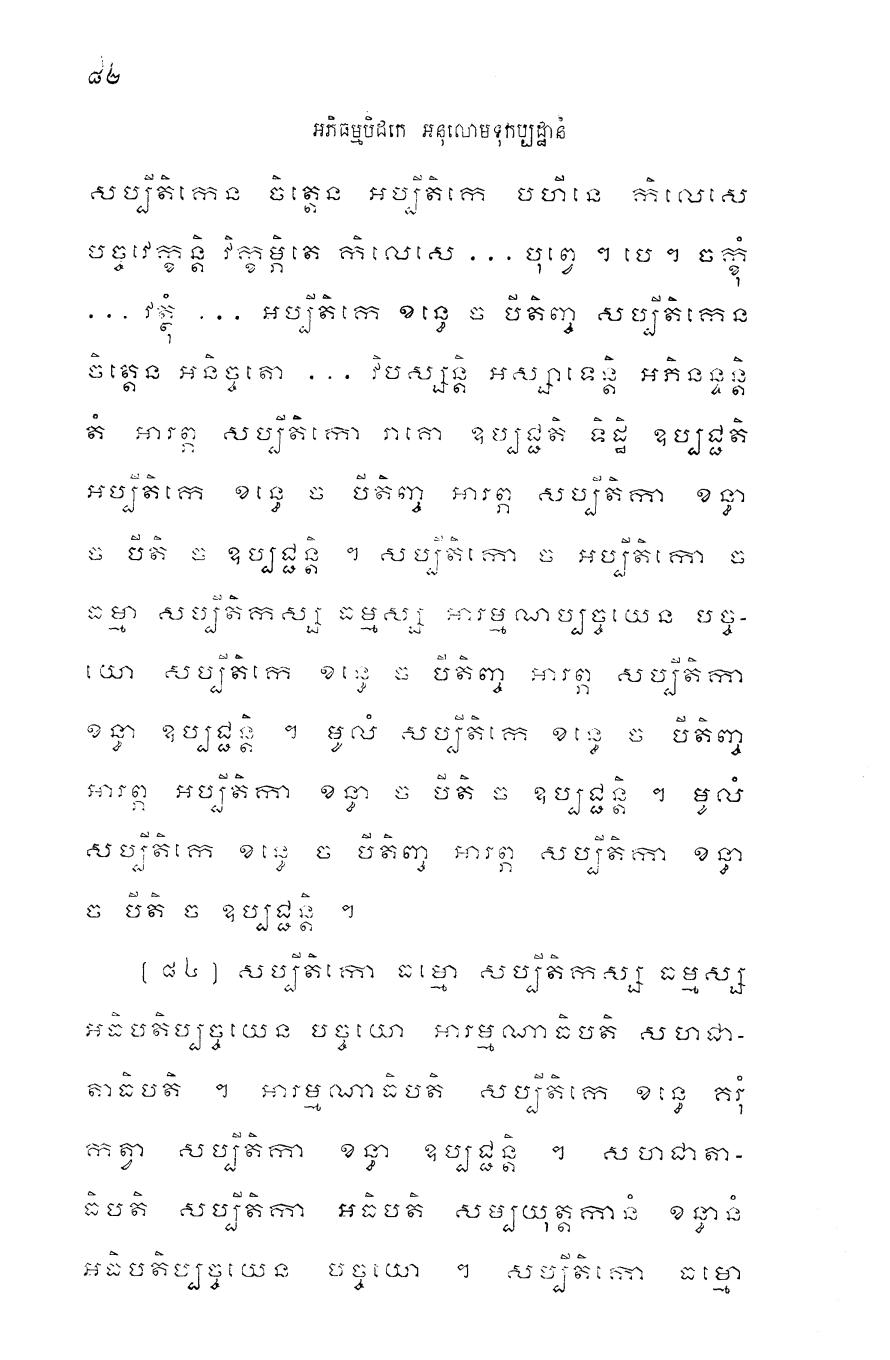 ៨៤
អភិធម្មបិដកេ អនុលោមទុកប្បដ្ឋានំ
សប្បីតិកេន ចិត្តេន អប្បីតិកេ បហីនេ កិលេសេ
បច្ចវេក្ខន្តិ វិក្ខម្ភិតេ កិលេសេ ... បុព្វេ ។ បេ ។ ចក្ខុំ
... វត្ថុំ ... អប្បីតិកេ ខន្ធេ ច បីតិញ្ច សប្បីតិកេន
ចិត្តេន អនិច្ចតោ ... វិបស្សន្តិ អស្សាទេន្តិ អភិនន្ទន្តិ
តំ អារព្ភ សប្បីតិកោ រាគោ ឧប្បជ្ជតិ ទិដ្ឋិ ឧប្បជ្ជតិ
អប្បីតិកេ ខន្ធេ ច បីតិញ្ច អារព្ភ សប្បីតិកា ខន្ធា
ច បីតិ ច ឧប្បជ្ជន្តិ ។ សប្បីតិកោ ច អប្បីតិកោ ច
ធម្មា សប្បីតិកស្ស ធម្មស្ស អារម្មណប្បច្ចយេន បច្ច-
យោ សប្បីតិកេ ខន្ធេ ច បីតិញ្ច អារព្ភ សប្បីតិកា
ខន្ធា ឧប្បជ្ជន្តិ ។ មូលំ សប្បីតិកេ ខន្ធេ ច បីតិញ្ច
អារព្ភ អប្បីតិកា ខន្ធា ច បីតិ ច ឧប្បជ្ជន្តិ ។ មូលំ
សប្បីតិកេ ខន្ធេ ច បីតិញ្ច អារព្ភ សប្បីតិកា ខន្ធា
ច បីតិ ច ឧប្បជ្ជន្តិ ។
[ ៨៤ ] សប្បីតិកោ ធម្មោ សប្បីតិកស្ស ធម្មស្ស
អធិបតិប្បច្ចយេន បច្ចយោ អារម្មណាធិបតិ សហជា-
តាធិបតិ ។ អារម្មណាធិបតិ សប្បីតិកេ ខន្ធេ គរុំ
កត្វា សប្បីតិកា ខន្ធា ឧប្បជ្ជន្តិ ។ សហជាតា-
ធិបតិ សប្បីតិកា អធិបតិ សម្បយុត្តកានំ ខន្ធានំ
អធិបតិប្បច្ចយេន បច្ចយោ ។ សប្បីតិកោ ធម្មោ